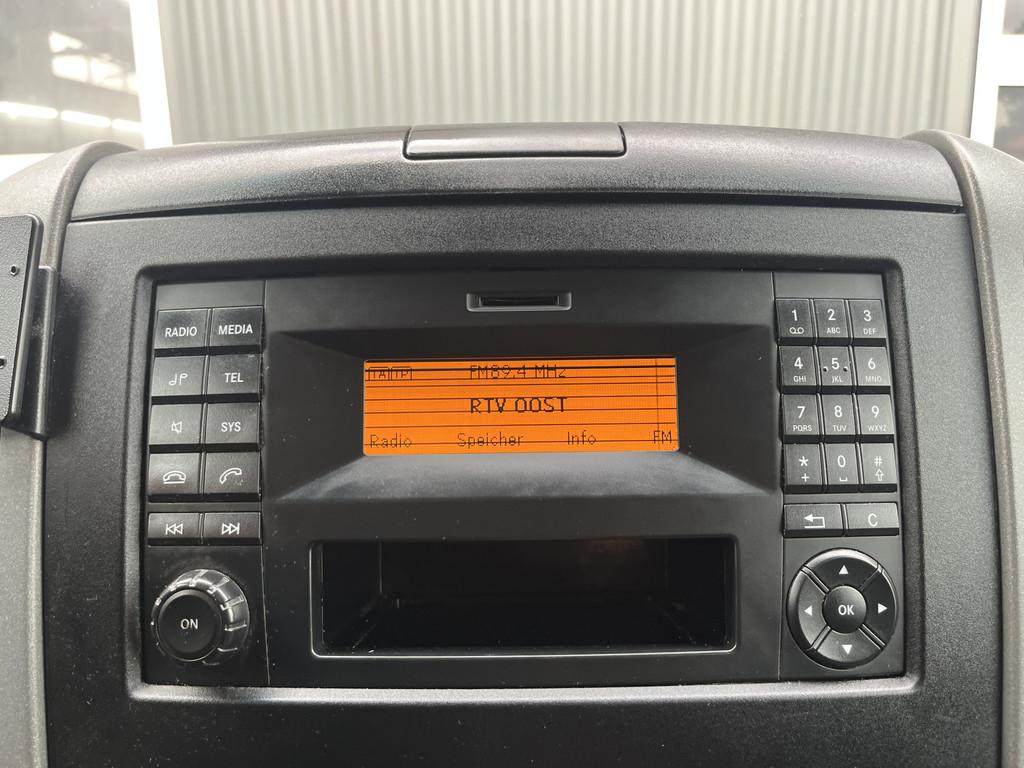 RADIO MEDIA
TEL
SYS
ON
TA TP FM89.4 MHz
RTV OOST
Radio Speicher Info FM
1 2 ABC 3 DEF
4 GHI 5 JKL 6 MNO
7 PQRS 8 TUV 9 WXYZ
* + 0 #
C
OK